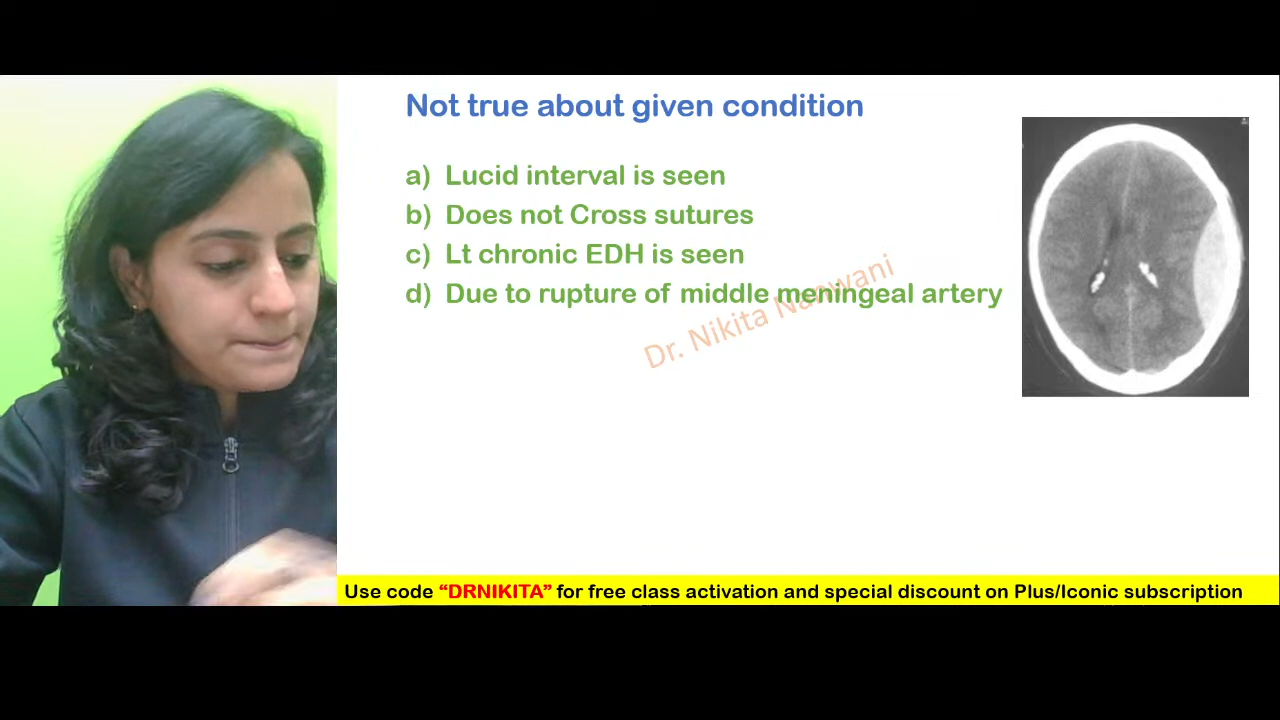 Not true about given condition
a) Lucid interval is seen
b) Does not Cross sutures
c) Lt chronic EDH is seen
d) Due to rupture of middle meningeal artery
Dr. Nikita Nanwani
Use code “DRNIKITA” for free class activation and special discount on Plus/Iconic subscription